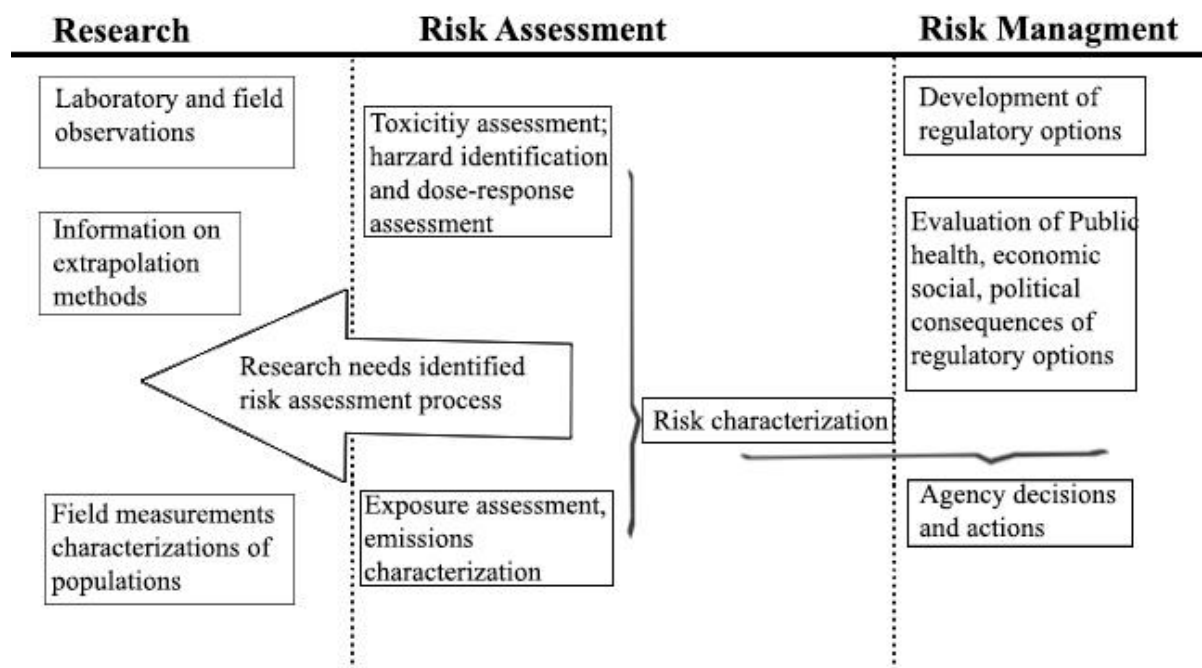 Research
Risk Assessment
Risk Managment
Laboratory and field
observations
Information on
extrapolation
methods
Field measurements
characterizations of
populations
Toxicitiy assessment;
harzard identification
and dose-response
assessment
Research needs identified
risk assessment process
Exposure assessment,
emissions
characterization
Risk characterization
Development of
regulatory options
Evaluation of Public
health, economic
social, political
consequences of
regulatory options
Agency decisions
and actions